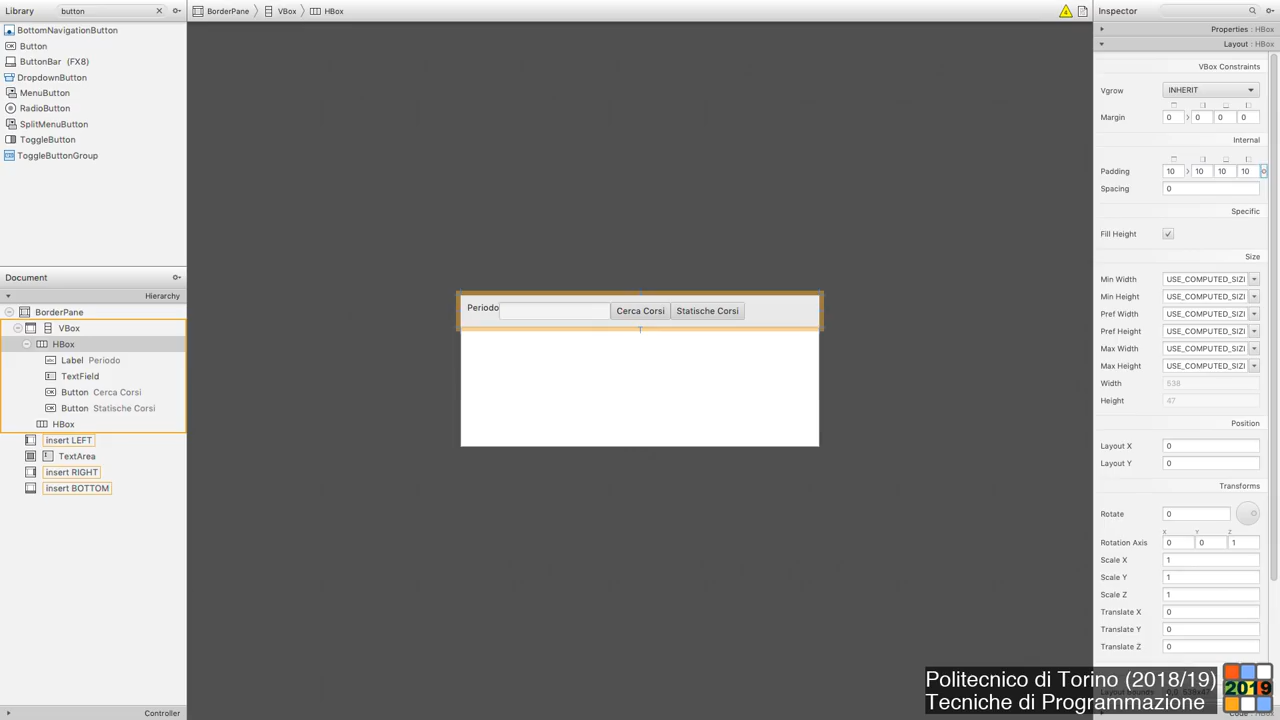 Library
button
BottomNavigationButton
Button
ButtonBar (FX8)
DropdownButton
MenuButton
RadioButton
SplitMenuButton
ToggleButton
ToggleButtonGroup
Document
Hierarchy
BorderPane
VBox
HBox
Label Periodo
TextField
Button Cerca Corsi
Button Statische Corsi
HBox
insert LEFT
TextArea
insert RIGHT
insert BOTTOM
Controller
BorderPane VBox HBox
4
Periodo Cerca Corsi Statische Corsi
Inspector
Properties : HBox
Layout : HBox
VBox Constraints
Vgrow INHERIT
Margin 0 0 0 0
Internal
Padding 10 10 10 10
Spacing 0
Specific
Fill Height
Size
Min Width USE_COMPUTED_SIZI
Min Height USE_COMPUTED_SIZI
Pref Width USE_COMPUTED_SIZI
Pref Height USE_COMPUTED_SIZI
Max Width USE_COMPUTED_SIZI
Max Height USE_COMPUTED_SIZI
Width 538
Height 47
Position
Layout X 0
Layout Y 0
Transforms
Rotate 0
X Y Z
Rotation Axis 0 0 1
Scale X 1
Scale Y 1
Scale Z 1
Translate X 0
Translate Y 0
Translate Z 0
Politecnico di Torino (2018/19)
Tecniche di Programmazione
2019
Code : HBox